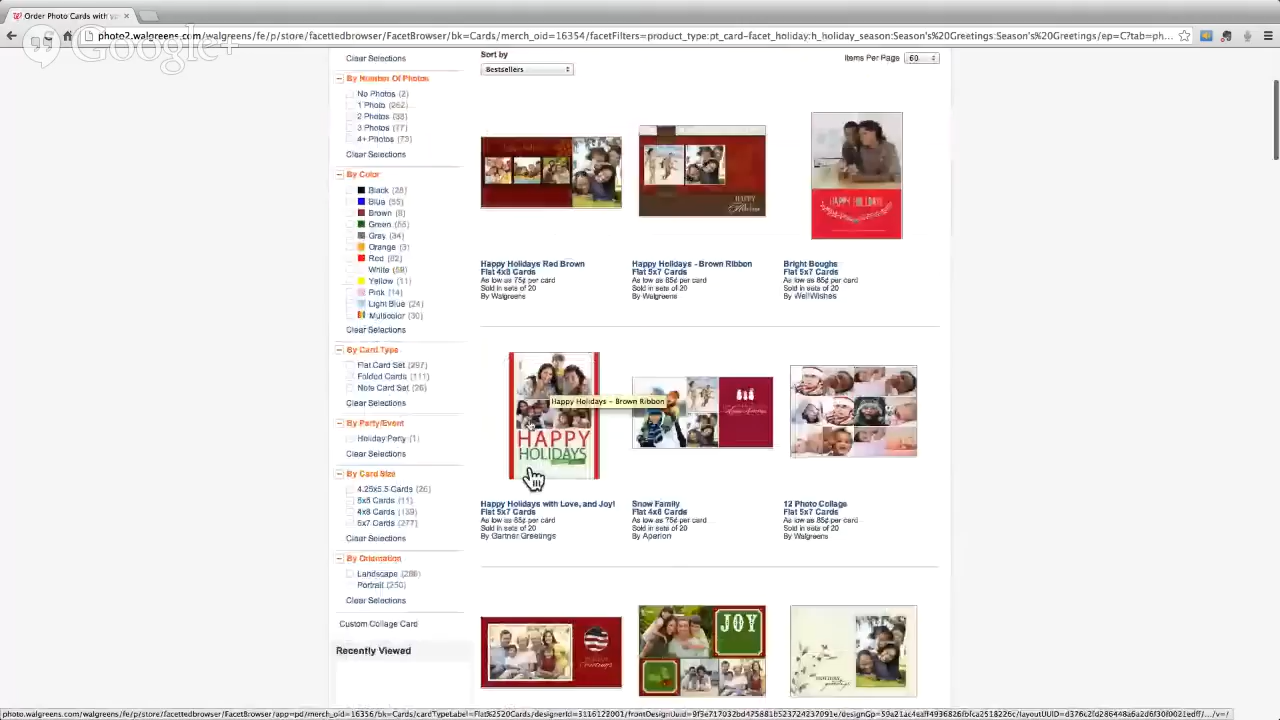 Order Photo Cards with yo
Google+
photo2.walgreens.com/walgreens/fe/p/store/facettedbrowser/FacetBrowser/bk=Cards/merch_oid=16354/facetFilters=product_type:pt_card-facet_holiday:h_holiday_season:Season's%20Greetings:Season's%20Greetings/ep=C?tab=ph...
Clear Selections
By Number Of Photos
No Photos (2)
1 Photo (262)
2 Photos (38)
3 Photos (77)
4+ Photos (73)
Clear Selections
By Color
Black (28)
Blue (55)
Brown (8)
Green (56)
Gray (34)
Orange (3)
Red (82)
White (89)
Yellow (11)
Pink (14)
Light Blue (24)
Multicolor (30)
Clear Selections
By Card Type
Flat Card Set (397)
Folded Cards (111)
Note Card Set (26)
Clear Selections
By Party/Event
Holiday Party (1)
Clear Selections
By Card Size
4.25x5.5 Cards (26)
5x5 Cards (11)
4x8 Cards (139)
5x7 Cards (277)
Clear Selections
By Orientation
Landscape (286)
Portrait (250)
Clear Selections
Custom Collage Card
Recently Viewed
Sort by
Bestsellers
Items Per Page 60
HAPPY
Holidays
HAPPY HOLIDAYS
Happy Holidays Red Brown
Flat 4x8 Cards
As low as 75¢ per card
Sold in sets of 20
By Walgreens
Happy Holidays - Brown Ribbon
Flat 5x7 Cards
As low as 85¢ per card
Sold in sets of 20
By Walgreens
Bright Boughs
Flat 5x7 Cards
As low as 85¢ per card
Sold in sets of 20
By WellWishes
Happy Holidays - Brown Ribbon
HAPPY
HOLIDAYS
Happy Holidays with Love, and Joy!
Flat 5x7 Cards
As low as 85¢ per card
Sold in sets of 20
By Gartner Greetings
Snow Family
Flat 4x8 Cards
As low as 75¢ per card
Sold in sets of 20
By Aperion
12 Photo Collage
Flat 5x7 Cards
As low as 85¢ per card
Sold in sets of 20
By Walgreens
JOY